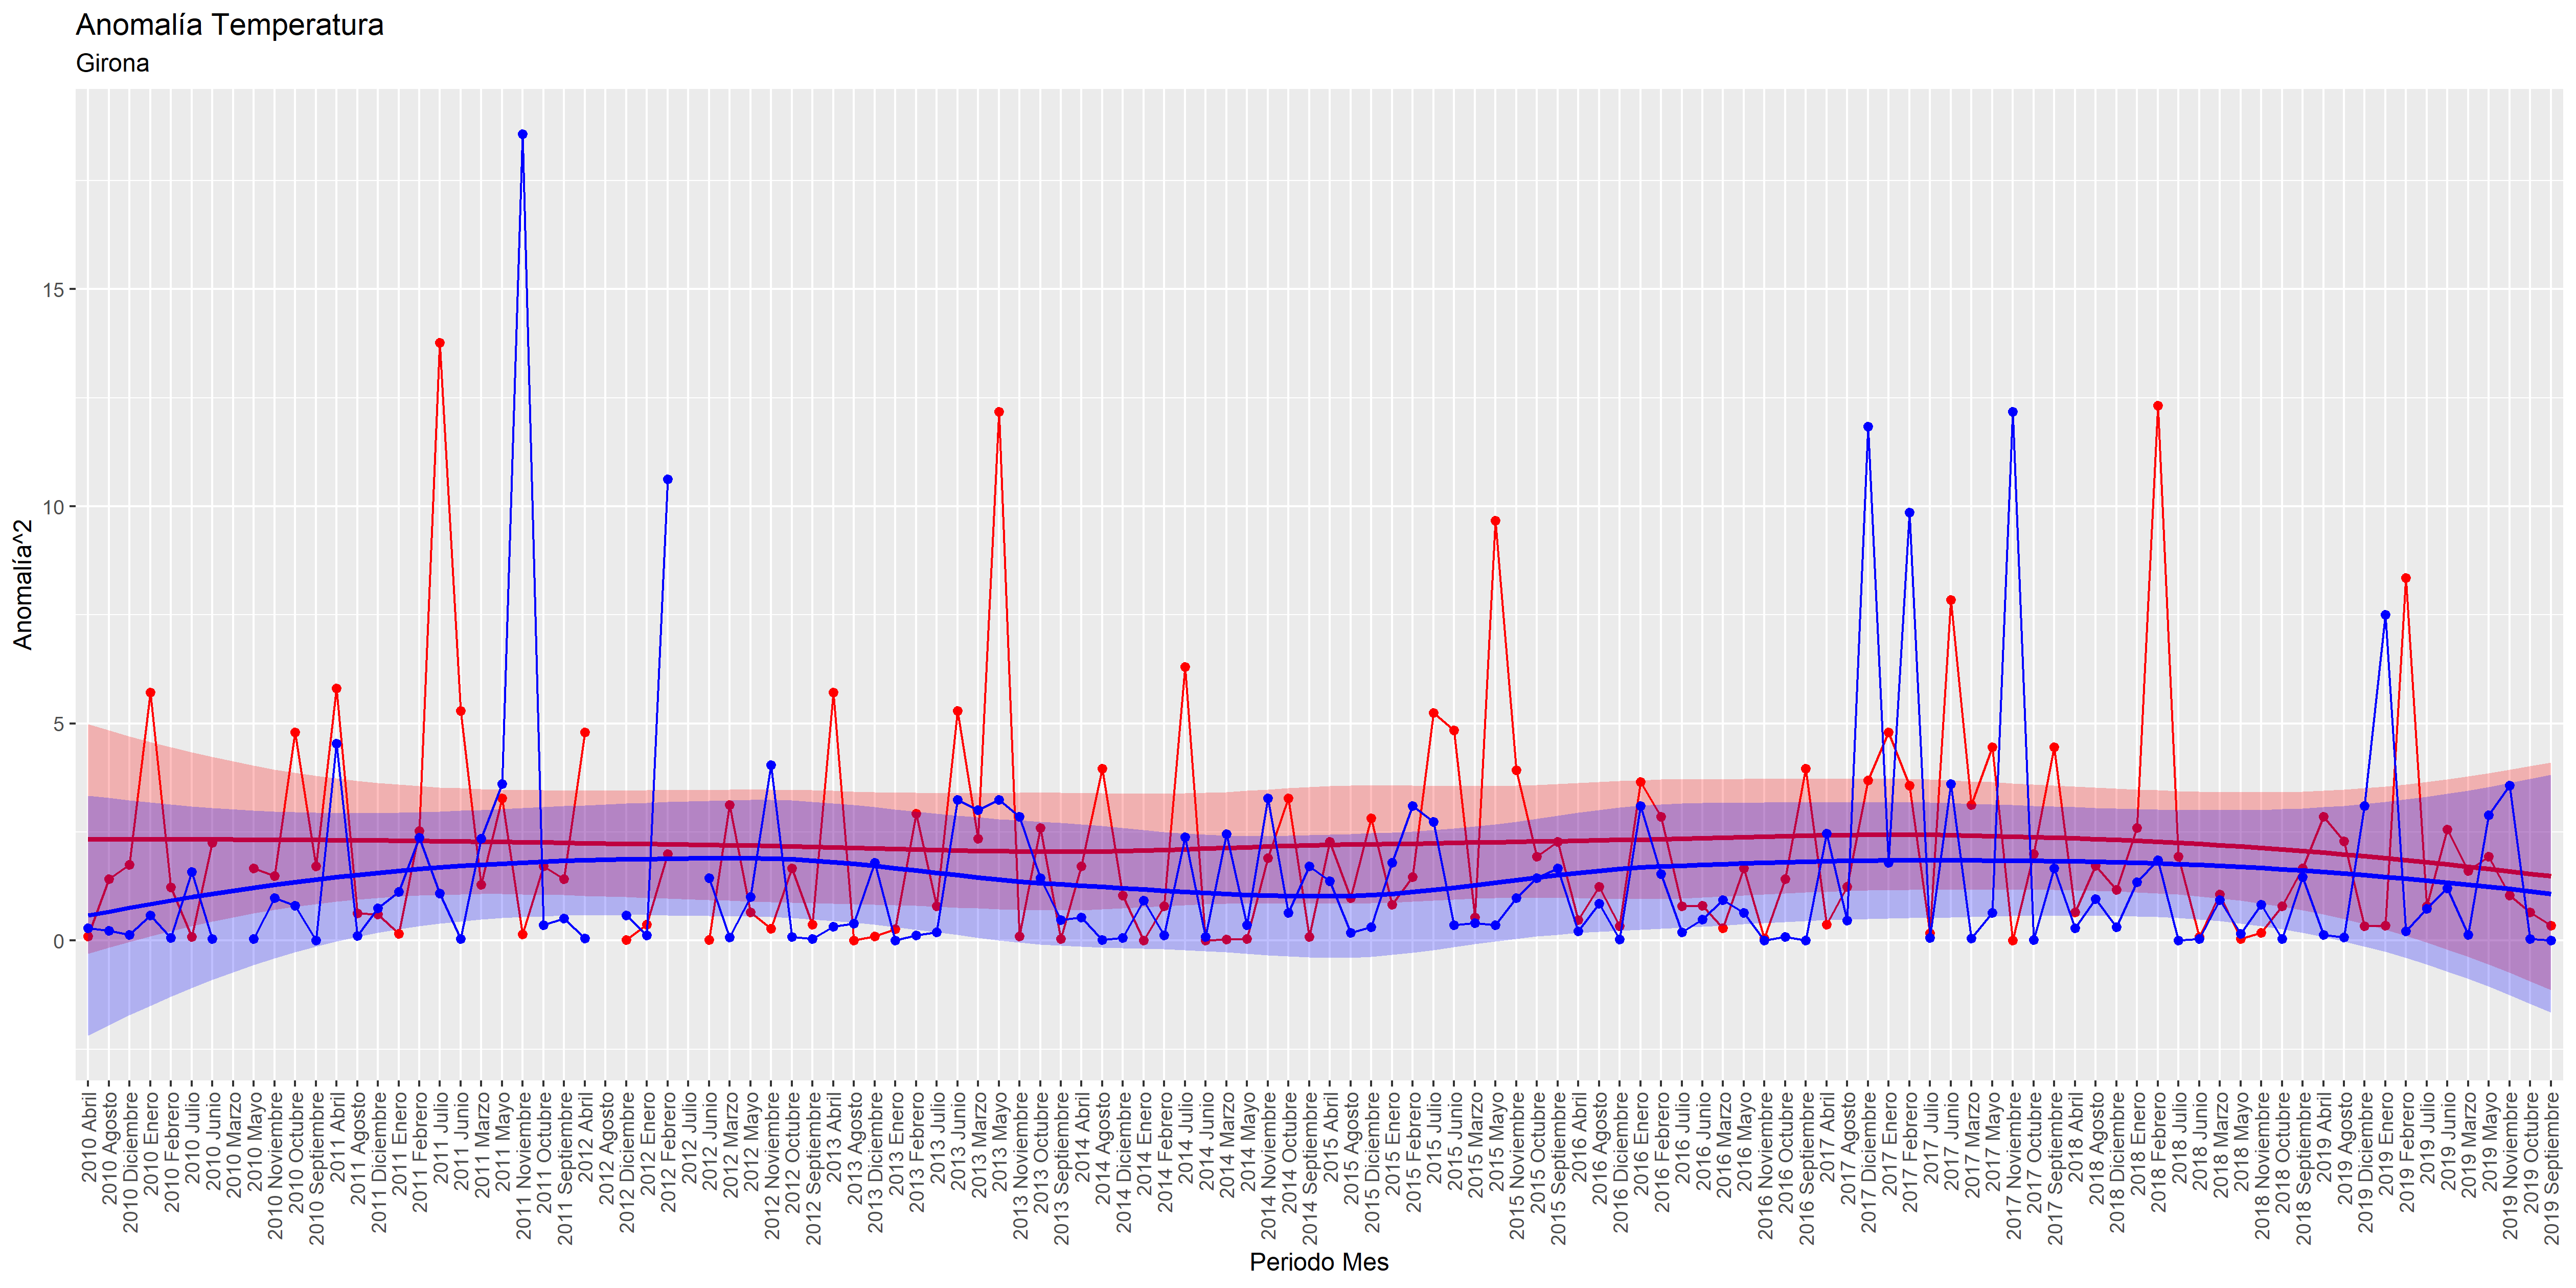 Anomalía Temperatura
Girona
Anomalía^2
15
10
5
0
2010 Abril
2010 Agosto
2010 Diciembre
2010 Enero
2010 Febrero
2010 Julio
2010 Junio
2010 Marzo
2010 Mayo
2010 Noviembre
2010 Octubre
2010 Septiembre
2011 Abril
2011 Agosto
2011 Diciembre
2011 Enero
2011 Febrero
2011 Julio
2011 Junio
2011 Marzo
2011 Mayo
2011 Noviembre
2011 Octubre
2011 Septiembre
2012 Abril
2012 Agosto
2012 Diciembre
2012 Enero
2012 Febrero
2012 Julio
2012 Junio
2012 Marzo
2012 Mayo
2012 Noviembre
2012 Octubre
2012 Septiembre
2013 Abril
2013 Agosto
2013 Diciembre
2013 Enero
2013 Febrero
2013 Julio
2013 Junio
2013 Marzo
2013 Mayo
2013 Noviembre
2013 Octubre
2013 Septiembre
2014 Abril
2014 Agosto
2014 Diciembre
2014 Enero
2014 Febrero
2014 Julio
2014 Junio
2014 Marzo
2014 Mayo
2014 Noviembre
2014 Octubre
2014 Septiembre
2015 Abril
2015 Agosto
2015 Diciembre
2015 Enero
2015 Febrero
2015 Julio
2015 Junio
2015 Marzo
2015 Mayo
2015 Noviembre
2015 Octubre
2015 Septiembre
2016 Abril
2016 Agosto
2016 Diciembre
2016 Enero
2016 Febrero
2016 Julio
2016 Junio
2016 Marzo
2016 Mayo
2016 Noviembre
2016 Octubre
2016 Septiembre
2017 Abril
2017 Agosto
2017 Diciembre
2017 Enero
2017 Febrero
2017 Julio
2017 Junio
2017 Marzo
2017 Mayo
2017 Noviembre
2017 Octubre
2017 Septiembre
2018 Abril
2018 Agosto
2018 Diciembre
2018 Enero
2018 Febrero
2018 Julio
2018 Junio
2018 Marzo
2018 Mayo
2018 Noviembre
2018 Octubre
2018 Septiembre
2019 Abril
2019 Agosto
2019 Diciembre
2019 Enero
2019 Febrero
2019 Julio
2019 Junio
2019 Marzo
2019 Mayo
2019 Noviembre
2019 Octubre
2019 Septiembre
Periodo Mes